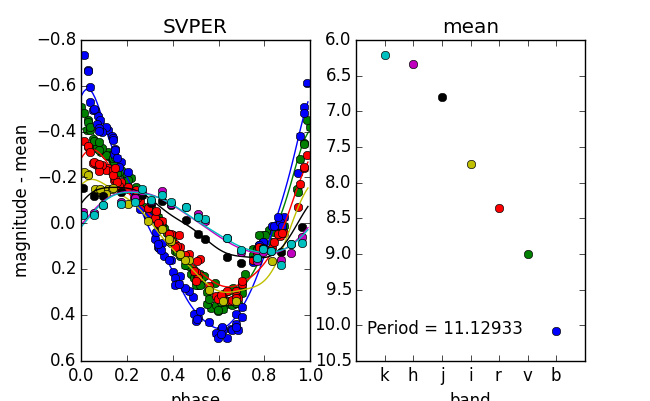 SVPER
mean
−0.8
−0.6
−0.4
−0.2
0.0
0.2
0.4
0.6
magnitude - mean
0.0
0.2
0.4
0.6
0.8
1.0
phase
6.0
6.5
7.0
7.5
8.0
8.5
9.0
9.5
10.0
10.5
Period = 11.12933
k
h
j
i
r
v
b
band